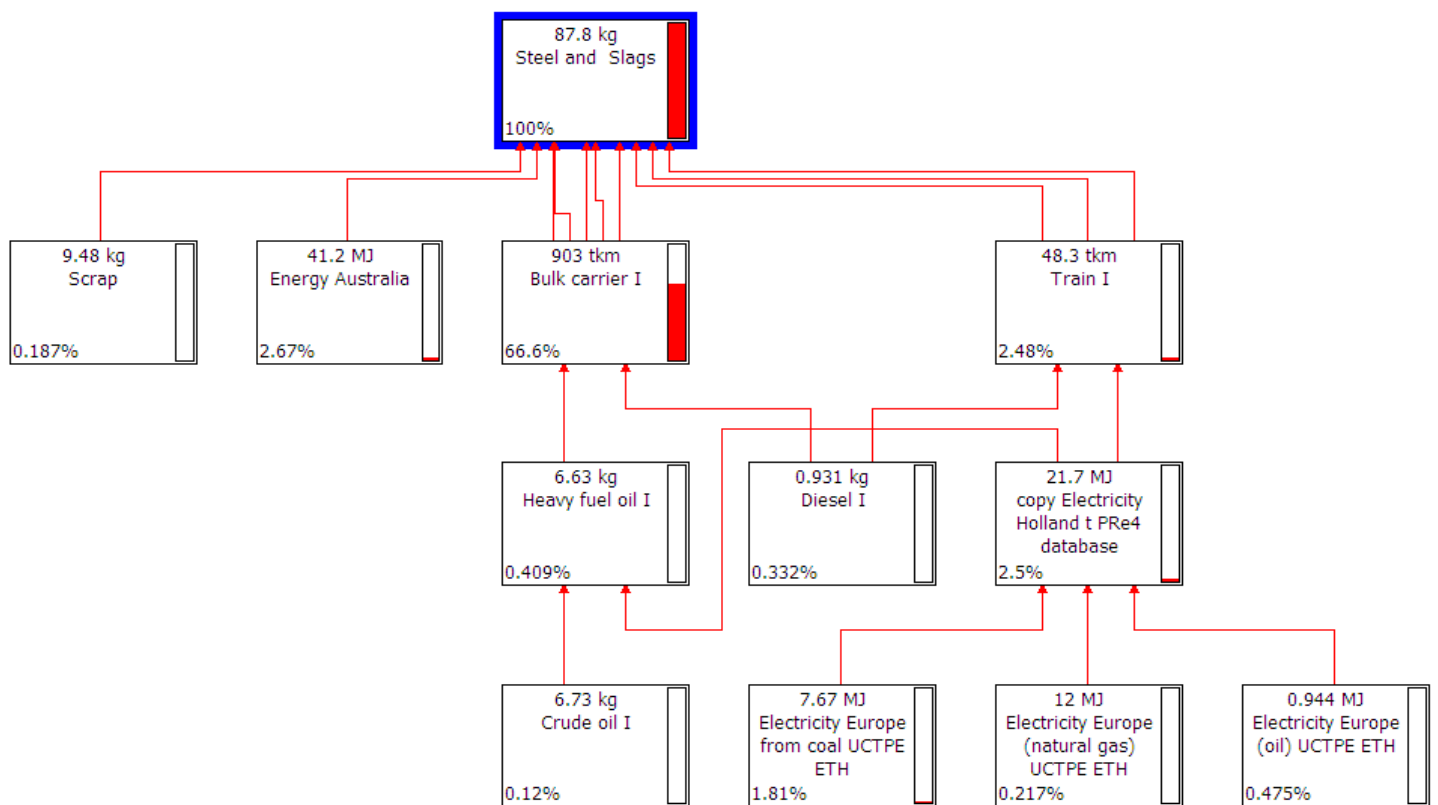 87.8 kg
Steel and  Slags
100%
9.48 kg
Scrap
0.187%
41.2 MJ
Energy Australia
2.67%
903 tkm
Bulk carrier I
66.6%
48.3 tkm
Train I
2.48%
6.63 kg
Heavy fuel oil I
0.409%
0.931 kg
Diesel I
0.332%
21.7 MJ
copy Electricity
Holland t PRe4
database
2.5%
6.73 kg
Crude oil I
0.12%
7.67 MJ
Electricity Europe
from coal UCTPE
ETH
1.81%
12 MJ
Electricity Europe
(natural gas)
UCTPE ETH
0.217%
0.944 MJ
Electricity Europe
(oil) UCTPE ETH
0.475%